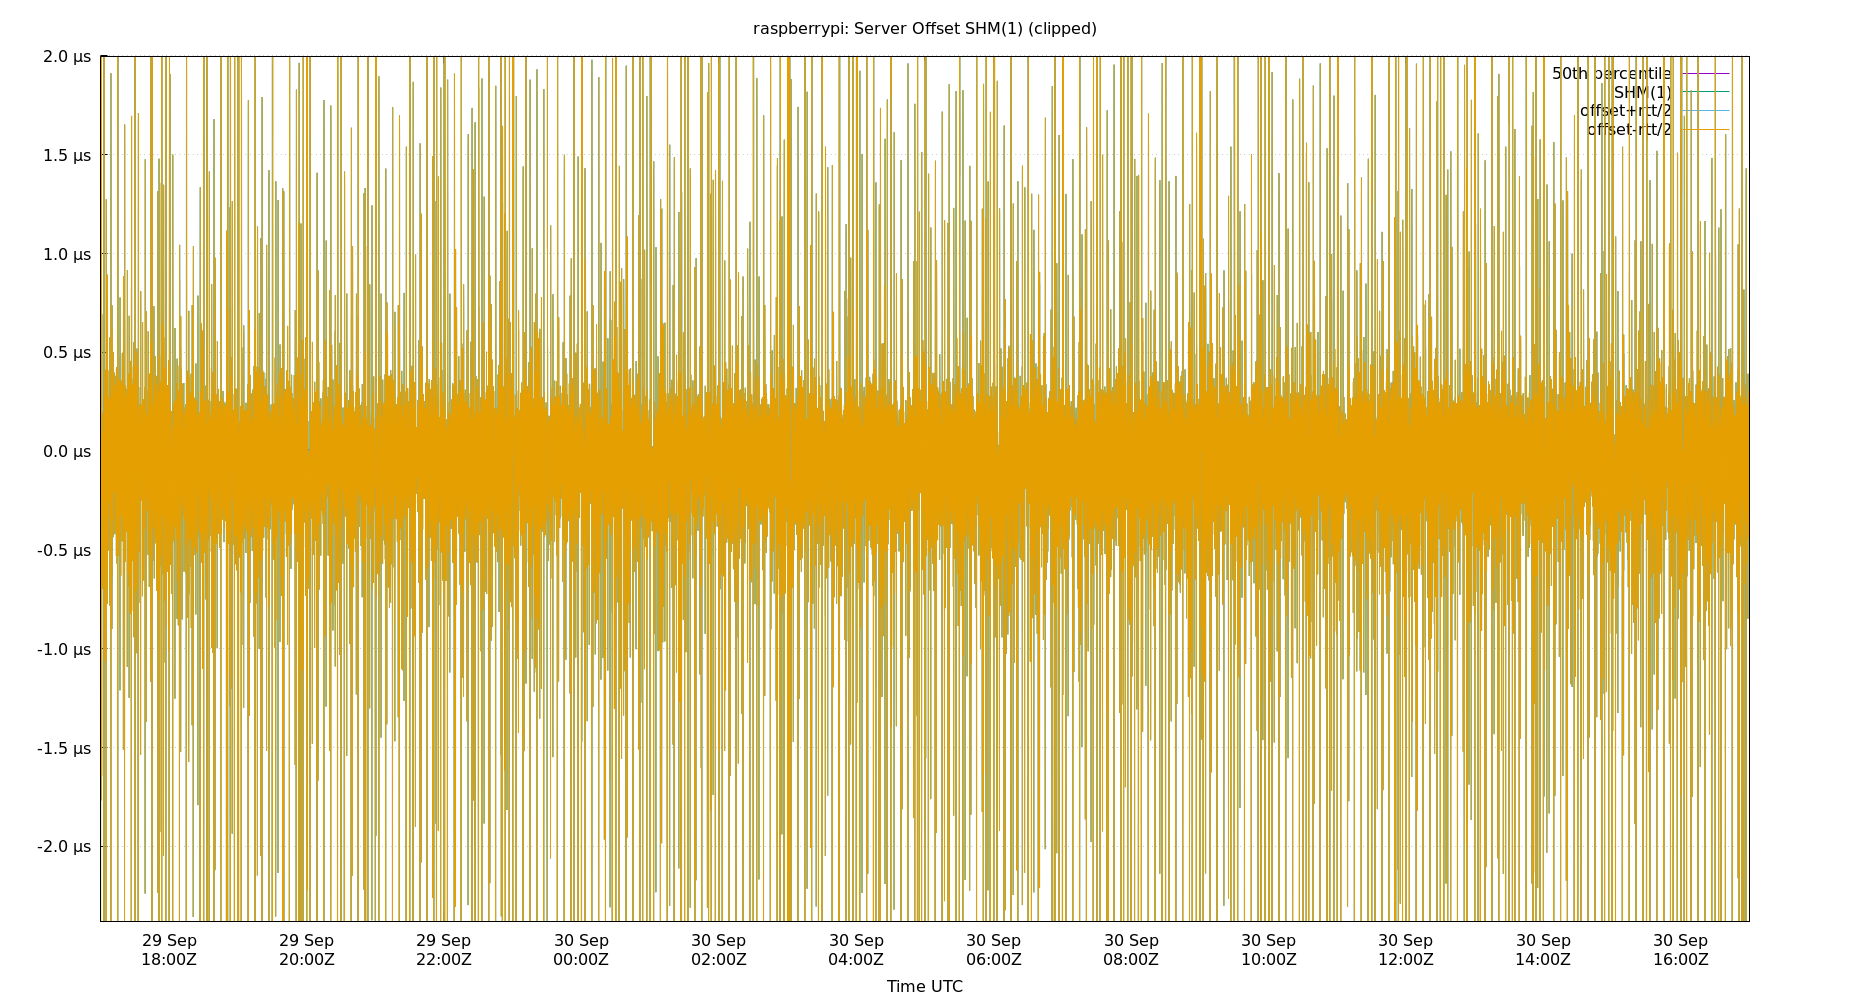 raspberrypi: Server Offset SHM(1) (clipped)
2.0 µs
50th percentile
SHM(1)
offset+rtt/2
offset-rtt/2
1.5 µs
1.0 µs
0.5 µs
0.0 µs
-0.5 µs
-1.0 µs
-1.5 µs
-2.0 µs
29 Sep 29 Sep 29 Sep 30 Sep 30 Sep 30 Sep 30 Sep 30 Sep 30 Sep 30 Sep 30 Sep 30 Sep
18:00Z 20:00Z 22:00Z 00:00Z 02:00Z 04:00Z 06:00Z 08:00Z 10:00Z 12:00Z 14:00Z 16:00Z
Time UTC